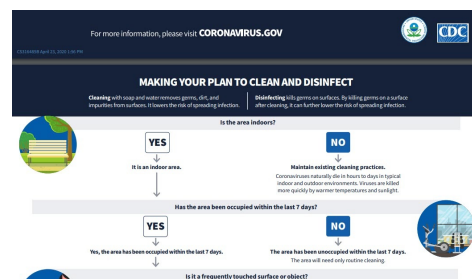 For more information, please visit CORONAVIRUS.GOV
CDC
April 23, 2020 1:56 PM
MAKING YOUR PLAN TO CLEAN AND DISINFECT
Cleaning with soap and water removes germs, dirt, and
impurities from surfaces. It lowers the risk of spreading infection.
Disinfecting kills germs on surfaces. By killing germs on a surface
after cleaning, it can further lower the risk of spreading infection.
Is the area indoors?
YES
NO
It is an indoor area.
Maintain existing cleaning practices.
Coronaviruses naturally die in hours to days in typical
indoor and outdoor environments. Viruses are killed
more quickly by warmer temperatures and sunlight.
Has the area been occupied within the last 7 days?
YES
NO
Yes, the area has been occupied within the last 7 days.
The area has been unoccupied within the last 7 days.
The area will need only routine cleaning.
Is it a frequently touched surface or object?